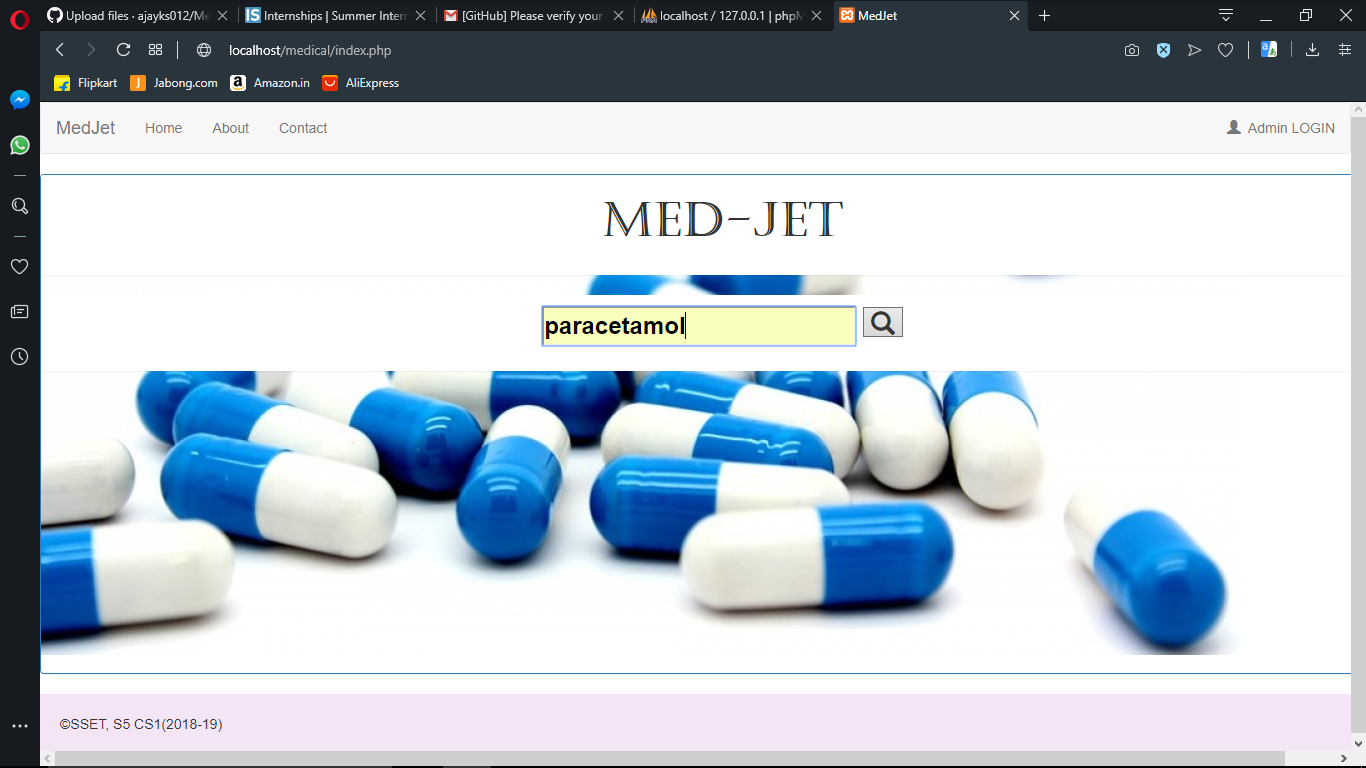 Upload files · ajayks012/Me
Internships | Summer Intern
[GitHub] Please verify your
localhost / 127.0.0.1 | phpM
MedJet
localhost/medical/index.php
Flipkart
Jabong.com
Amazon.in
AliExpress
MedJet
Home
About
Contact
Admin LOGIN
MED-JET
paracetamol
©SSET, S5 CS1(2018-19)